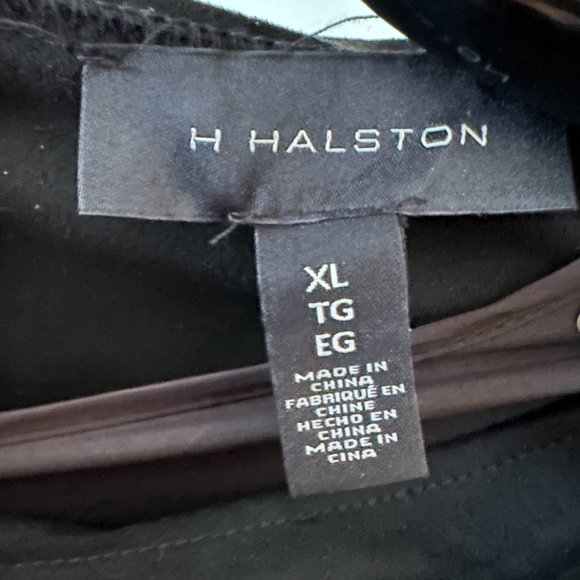 H HALSTON
XL
TG
EG
MADE IN
CHINA
FABRIQUÉ EN
CHINE
HECHO EN
CHINA
MADE IN
CINA